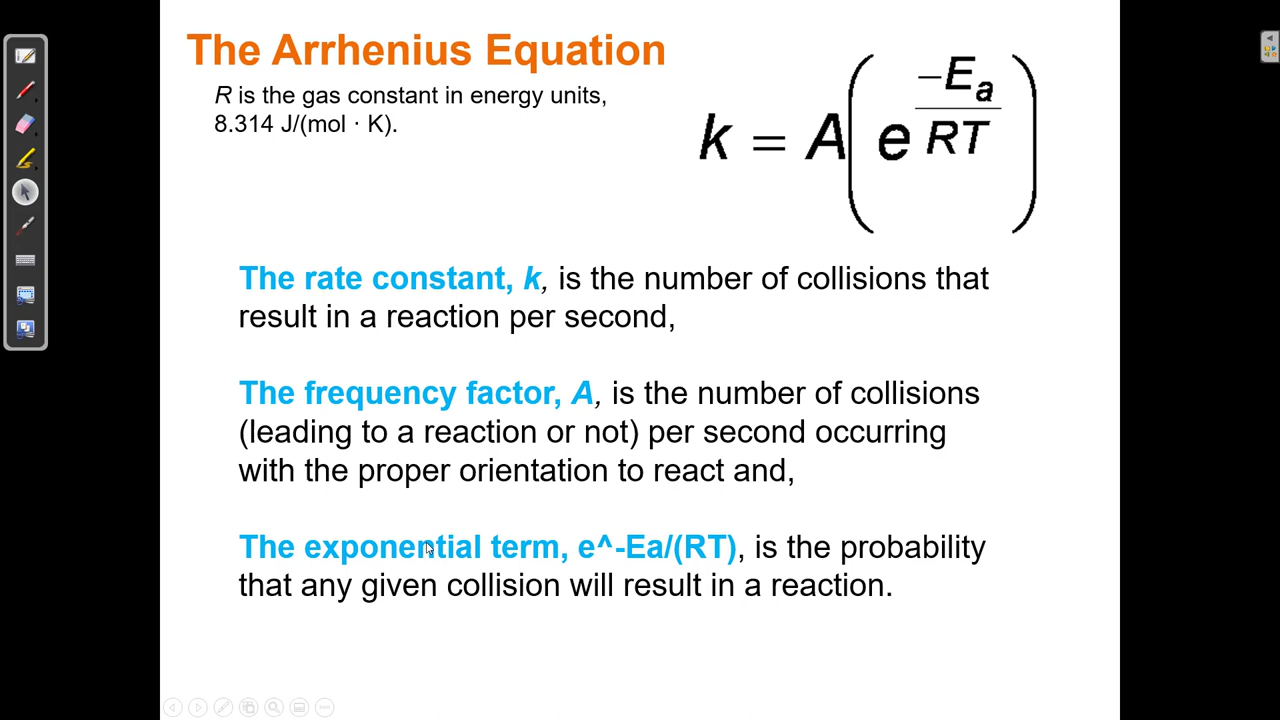 The Arrhenius Equation
R is the gas constant in energy units,
8.314 J/(mol · K).
k = A(e^(-Ea/RT))
The rate constant, k, is the number of collisions that
result in a reaction per second,
The frequency factor, A, is the number of collisions
(leading to a reaction or not) per second occurring
with the proper orientation to react and,
The exponential term, e^-Ea/(RT), is the probability
that any given collision will result in a reaction.